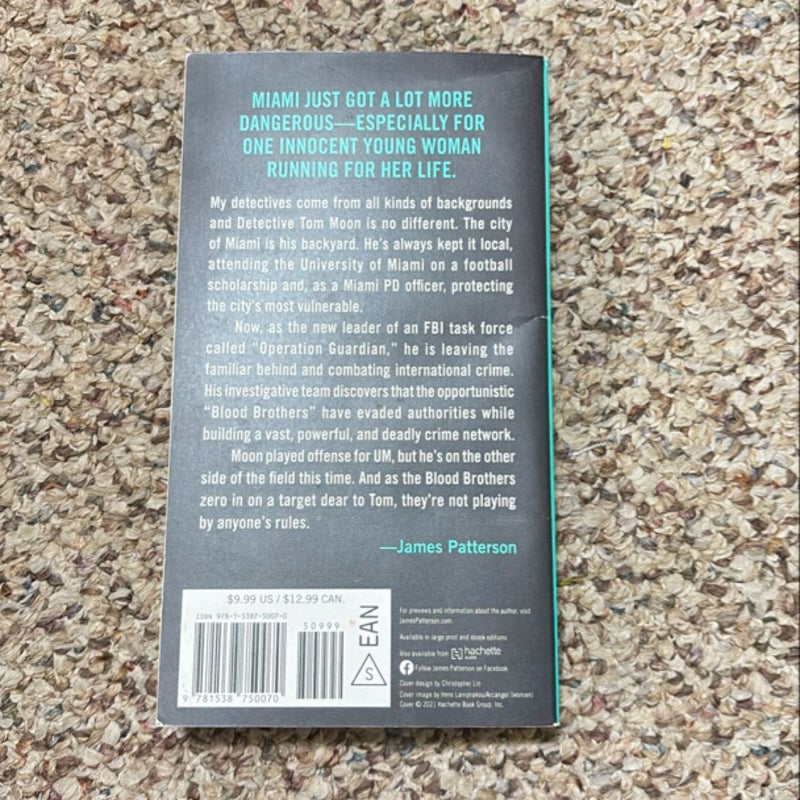 MIAMI JUST GOT A LOT MORE
DANGEROUS—ESPECIALLY FOR
ONE INNOCENT YOUNG WOMAN
RUNNING FOR HER LIFE.
My detectives come from all kinds of backgrounds
and Detective Tom Moon is no different. The city
of Miami is his backyard. He's always kept it local,
attending the University of Miami on a football
scholarship and, as a Miami PD officer, protecting
the city's most vulnerable.
Now, as the new leader of an FBI task force
called "Operation Guardian," he is leaving the
familiar behind and combating international crime.
His investigative team discovers that the opportunistic
"Blood Brothers" have evaded authorities while
building a vast, powerful, and deadly crime network.
Moon played offense for UM, but he's on the other
side of the field this time. And as the Blood Brothers
zero in on a target dear to Tom, they're not playing
by anyone's rules.
—James Patterson
$9.99 US / $12.99 CAN.
ISBN 978-1-5387-5007-0
50999
EAN
S
9 781538 750070
For previews and information about the author, visit
JamesPatterson.com.
Available in large print and ebook editions
Also available from hachette
AUDIO
Follow James Patterson on Facebook
Cover design by Christopher Lin
Cover image by Irene Lamprakou/Arcangel (woman)
Cover © 2021 Hachette Book Group, Inc.